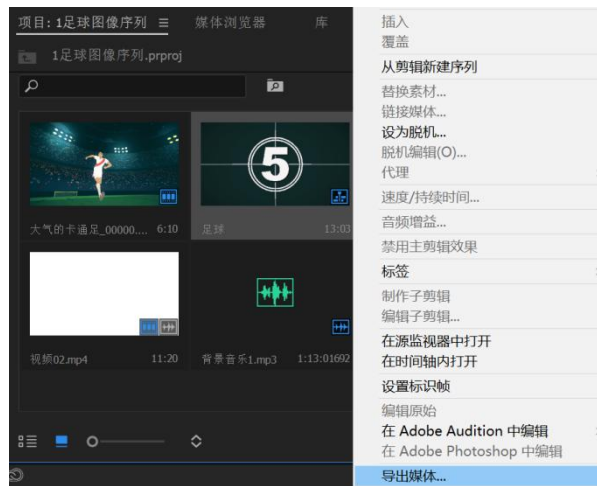 项目: 1足球图像序列 ≡ 媒体浏览器 库
1足球图像序列.prproj
5
大气的卡通足_00000.... 6:10
足球 13:03
视频02.mp4 11:20
背景音乐1.mp3 1:13:01692
插入
覆盖
从剪辑新建序列
替换素材...
链接媒体...
设为脱机...
脱机编辑(O)...
代理
速度/持续时间...
音频增益...
禁用主剪辑效果
标签
制作子剪辑
编辑子剪辑...
在源监视器中打开
在时间轴内打开
设置标识帧
编辑原始
在 Adobe Audition 中编辑
在 Adobe Photoshop 中编辑
导出媒体...